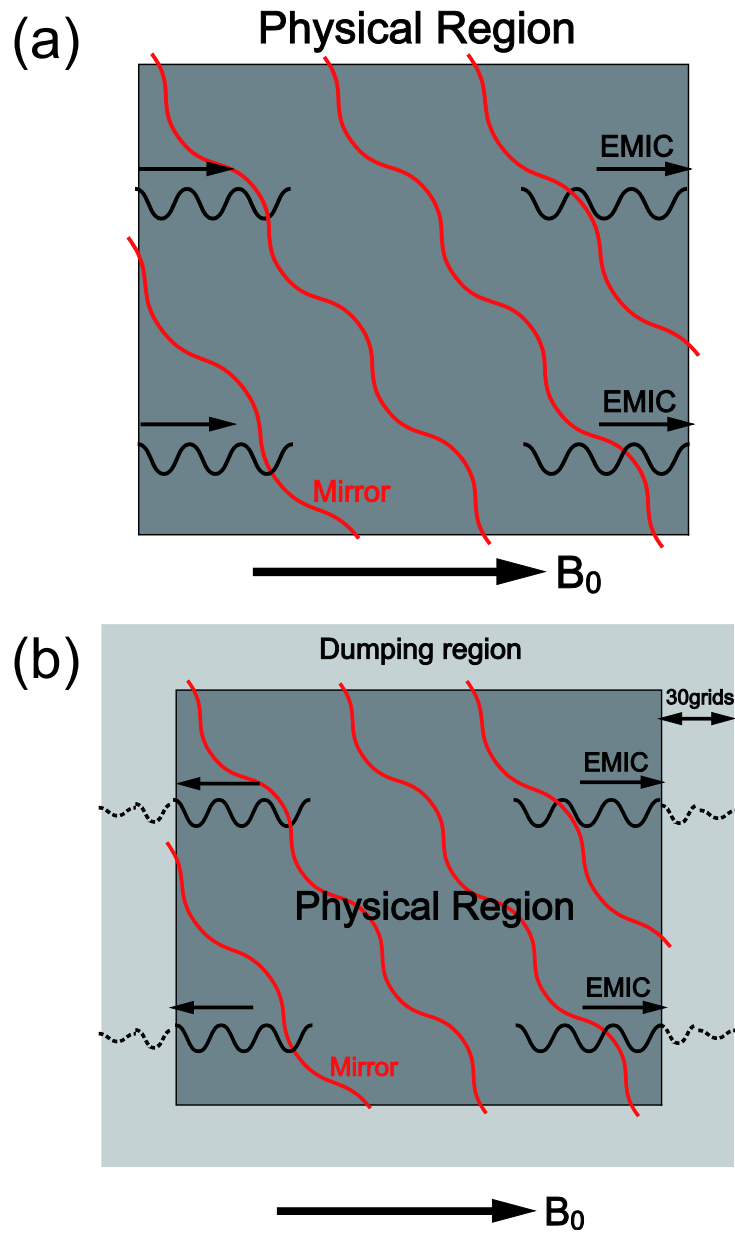 (a)
Physical Region
EMIC
EMIC
Mirror
B₀
(b)
Dumping region
30grids
EMIC
Physical Region
EMIC
Mirror
B₀